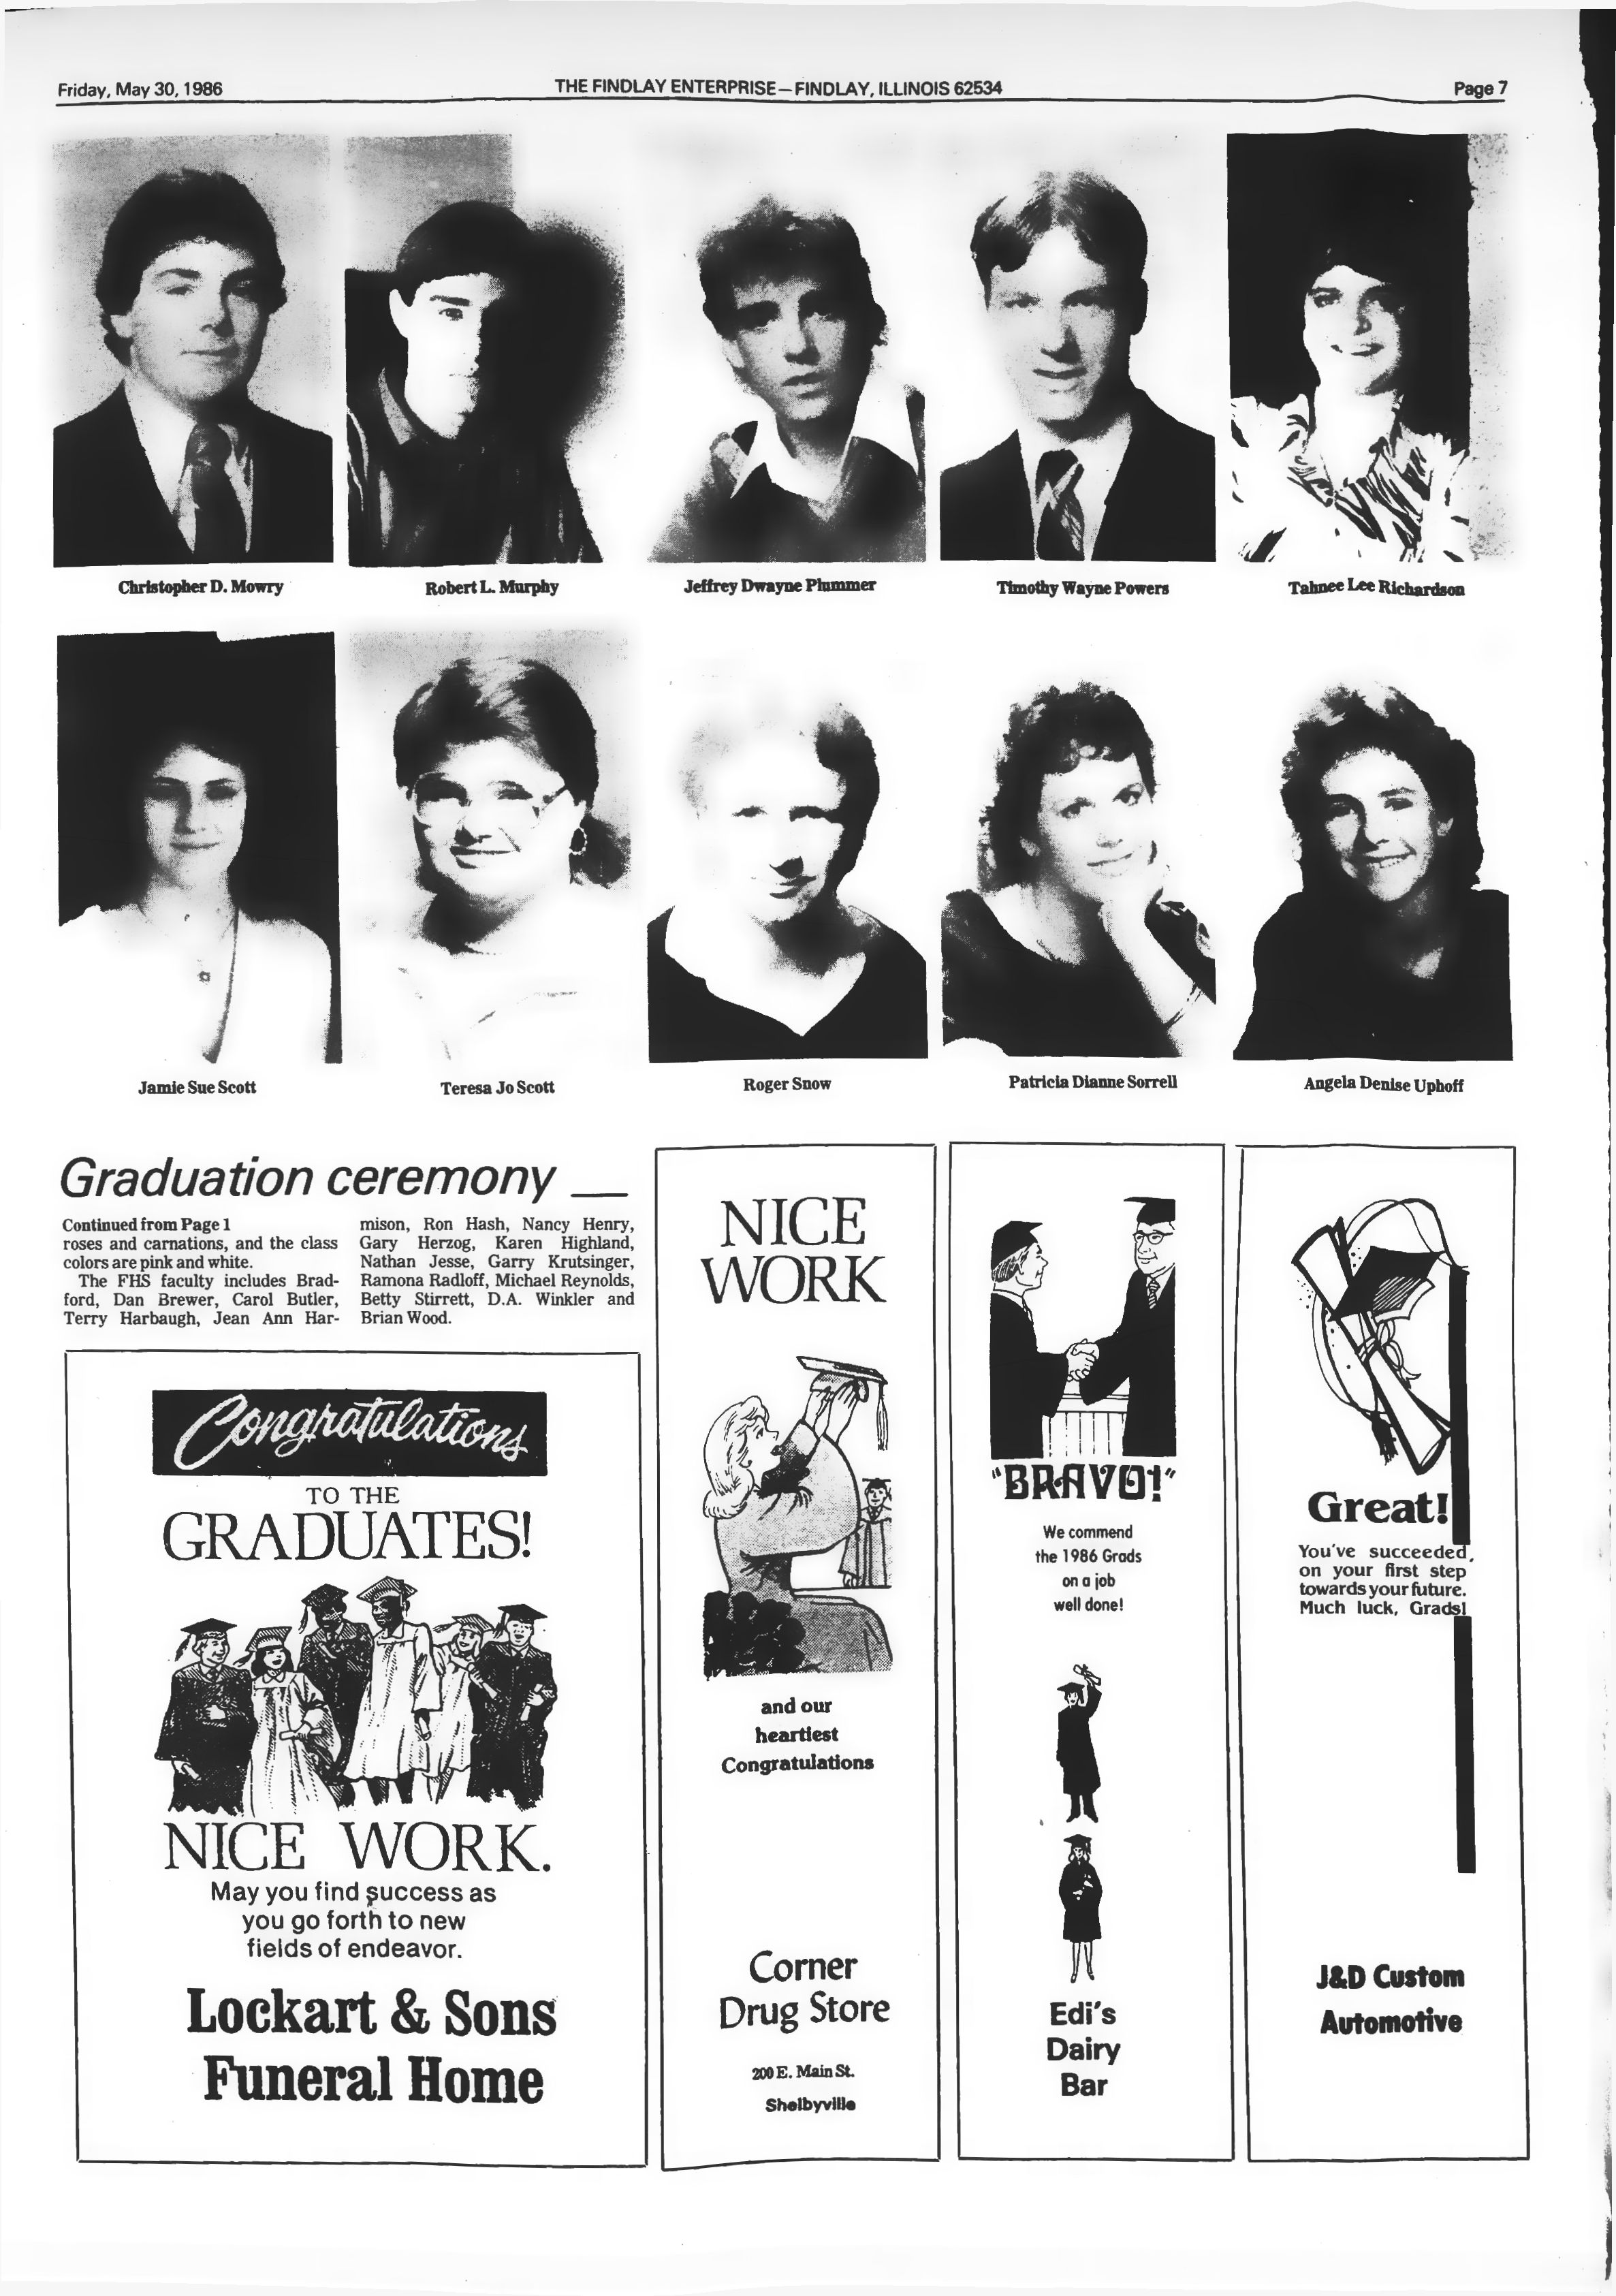 Friday, May 30, 1986
THE FINDLAY ENTERPRISE—FINDLAY, ILLINOIS 62534
Page 7
Christopher D. Mowry
Robert L. Murphy
Jeffrey Dwayne Plummer
Timothy Wayne Powers
Tahnee Lee Richardson
Jamie Sue Scott
Teresa Jo Scott
Roger Snow
Patricia Dianne Sorrell
Angela Denise Uphoff
Graduation ceremony
Continued from Page 1
roses and carnations, and the class
colors are pink and white.
The FHS faculty includes Brad-
ford, Dan Brewer, Carol Butler,
Terry Harbaugh, Jean Ann Har-
mison, Ron Hash, Nancy Henry,
Gary Herzog, Karen Highland,
Nathan Jesse, Garry Krutsinger,
Ramona Radloff, Michael Reynolds,
Betty Stirrett, D.A. Winkler and
Brian Wood.
Congratulations
TO THE
GRADUATES!
NICE WORK.
May you find success as
you go forth to new
fields of endeavor.
Lockart & Sons
Funeral Home
NICE
WORK
and our
heartiest
Congratulations
Corner
Drug Store
200 E. Main St.
Shelbyville
"BRAVO!"
We commend
the 1986 Grads
on a job
well done!
Edi's
Dairy
Bar
Great!
You've succeeded,
on your first step
towards your future.
Much luck, Grads!
J&D Custom
Automotive